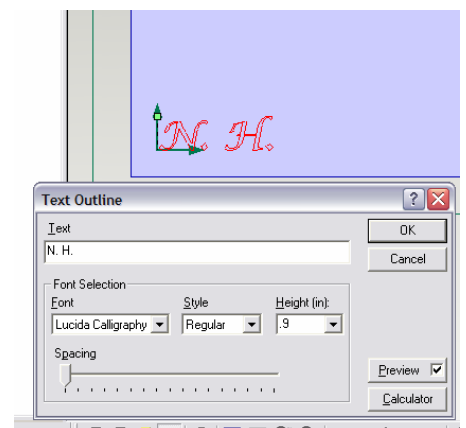 N. H.
Text Outline
?
X
Text
OK
N. H.
Cancel
Font Selection
Font
Style
Height (in):
Lucida Calligraphy
Regular
.9
Spacing
Preview
Calculator